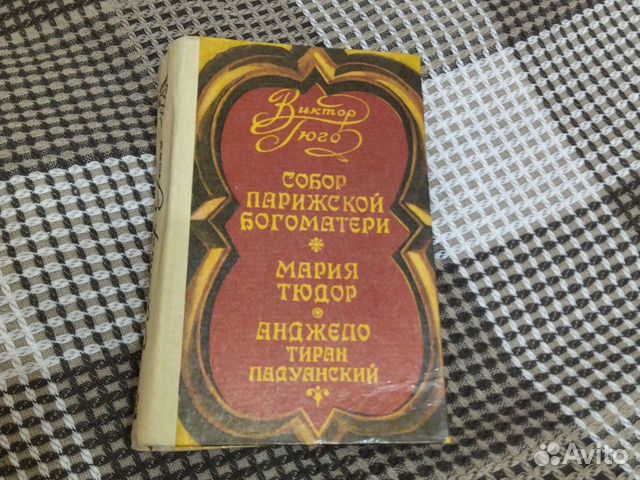 Виктор
Гюго
СОБОР
ПАРИЖСКОЙ
БОГОМАТЕРИ
МАРИЯ
ТЮДОР
АНДЖЕЛО
ТИРАН
ПАДУАНСКИЙ
Avito